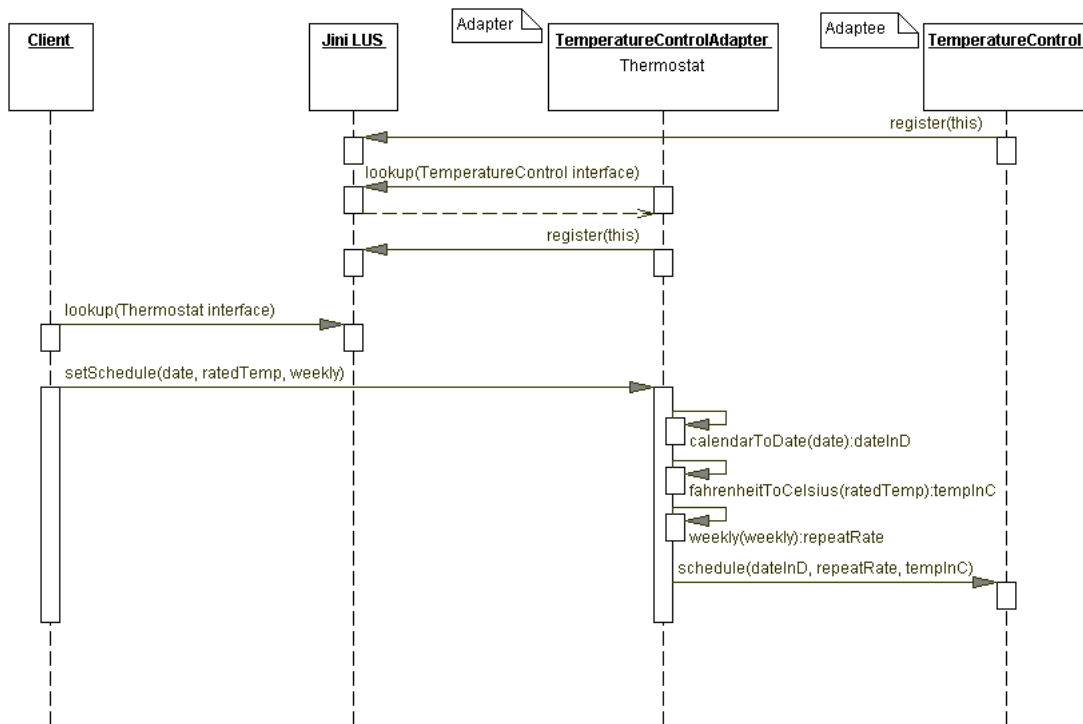 Client
Jini LUS
Adapter
TemperatureControlAdapter
Thermostat
Adaptee
TemperatureControl
register(this)
lookup(TemperatureControl interface)
register(this)
lookup(Thermostat interface)
setSchedule(date, ratedTemp, weekly)
calendarToDate(date):dateInD
fahrenheitToCelsius(ratedTemp):tempInC
weekly(weekly):repeatRate
schedule(dateInD, repeatRate, tempInC)